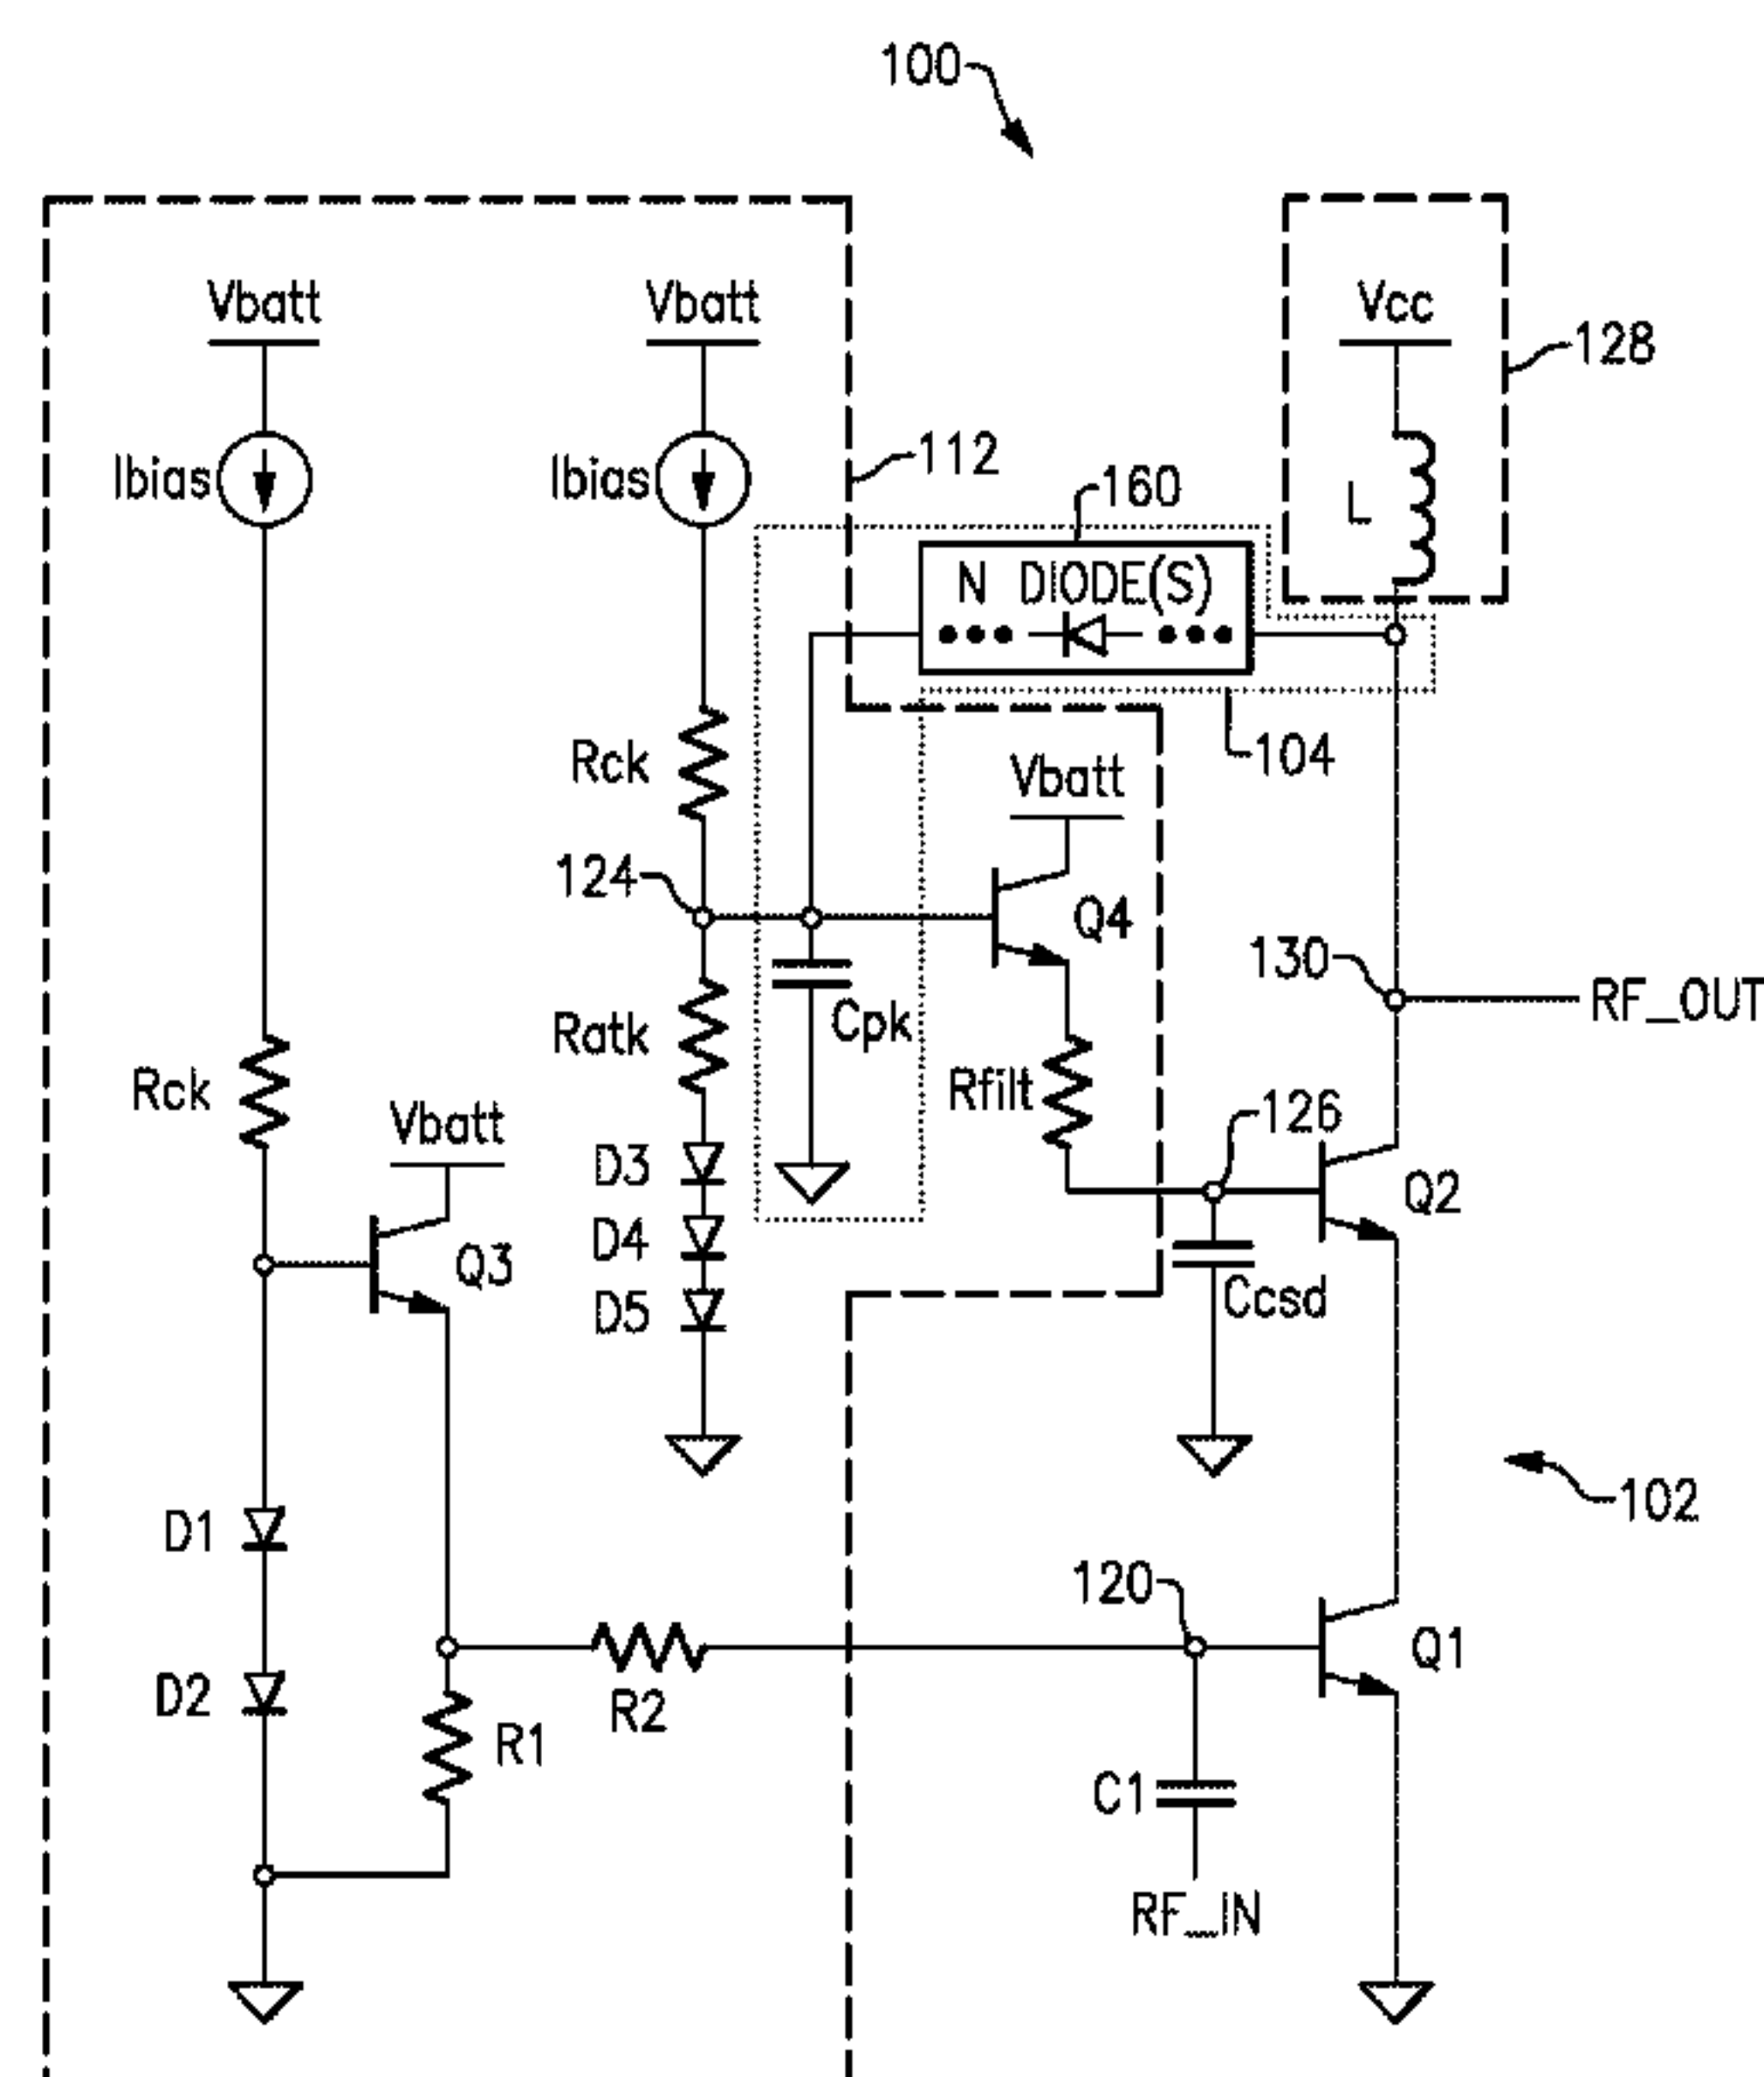 100
Vbatt
Vbatt
Vcc
128
112
Ibias
Ibias
160
L
N DIODE(S)
104
Rck
Vbatt
124
Q4
130
RF_OUT
Ratk
Cpk
Rck
Rfilt
Vbatt
126
D3
Q2
D4
Q3
D5
Ccsd
102
D1
120
Q1
D2
R2
R1
C1
RF_IN